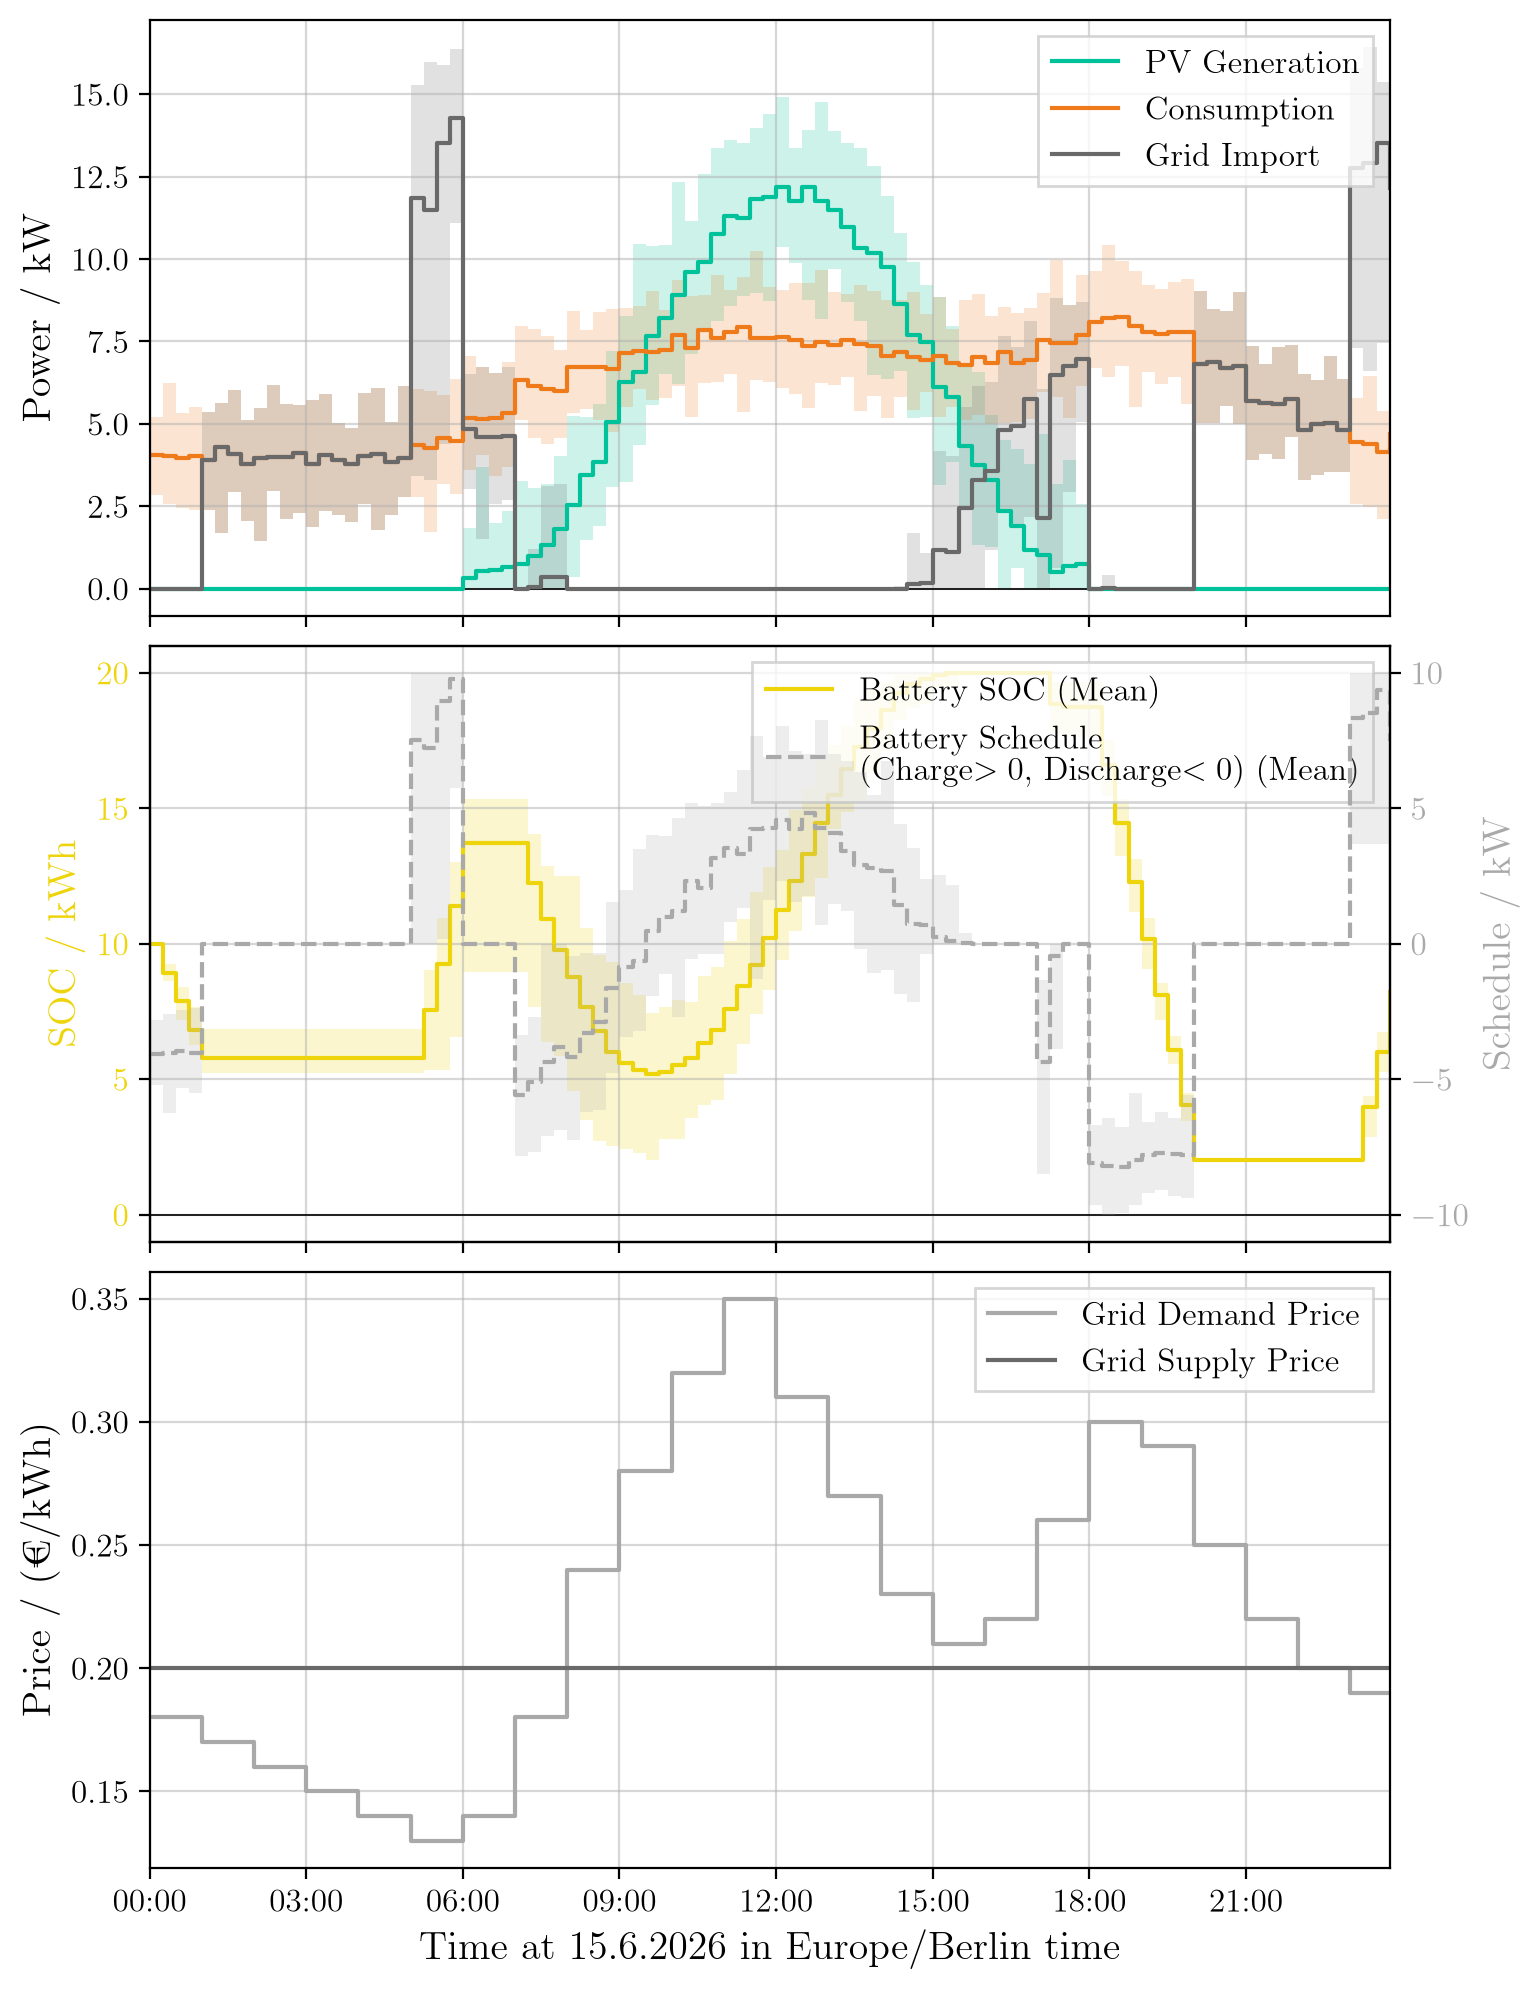 15.0
12.5
10.0
7.5
5.0
2.5
0.0
Power / kW
PV Generation
Consumption
Grid Import
20
15
10
5
0
SOC / kWh
Battery SOC (Mean)
Battery Schedule
(Charge> 0, Discharge< 0) (Mean)
10
5
0
−5
−10
Schedule / kW
0.35
0.30
0.25
0.20
0.15
Price / (€/kWh)
Grid Demand Price
Grid Supply Price
00:00 03:00 06:00 09:00 12:00 15:00 18:00 21:00
Time at 15.6.2026 in Europe/Berlin time